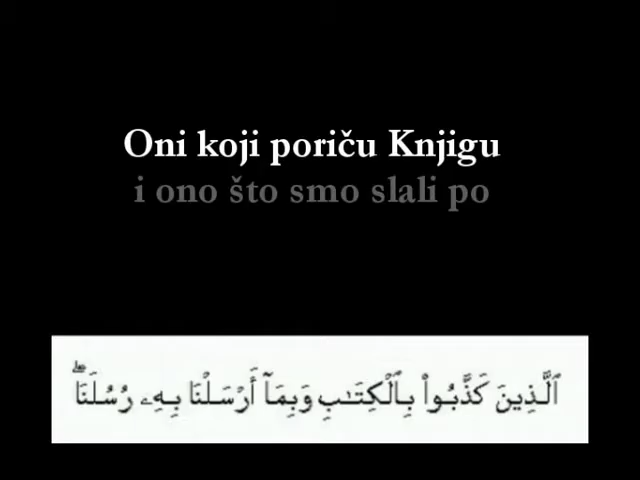 Oni koji poriču Knjigu
i ono što smo slali po
ٱلَّذِينَ كَذَّبُوا۟ بِٱلْكِتَـٰبِ وَبِمَآ أَرْسَلْنَا بِهِۦ رُسُلَنَا ۖ